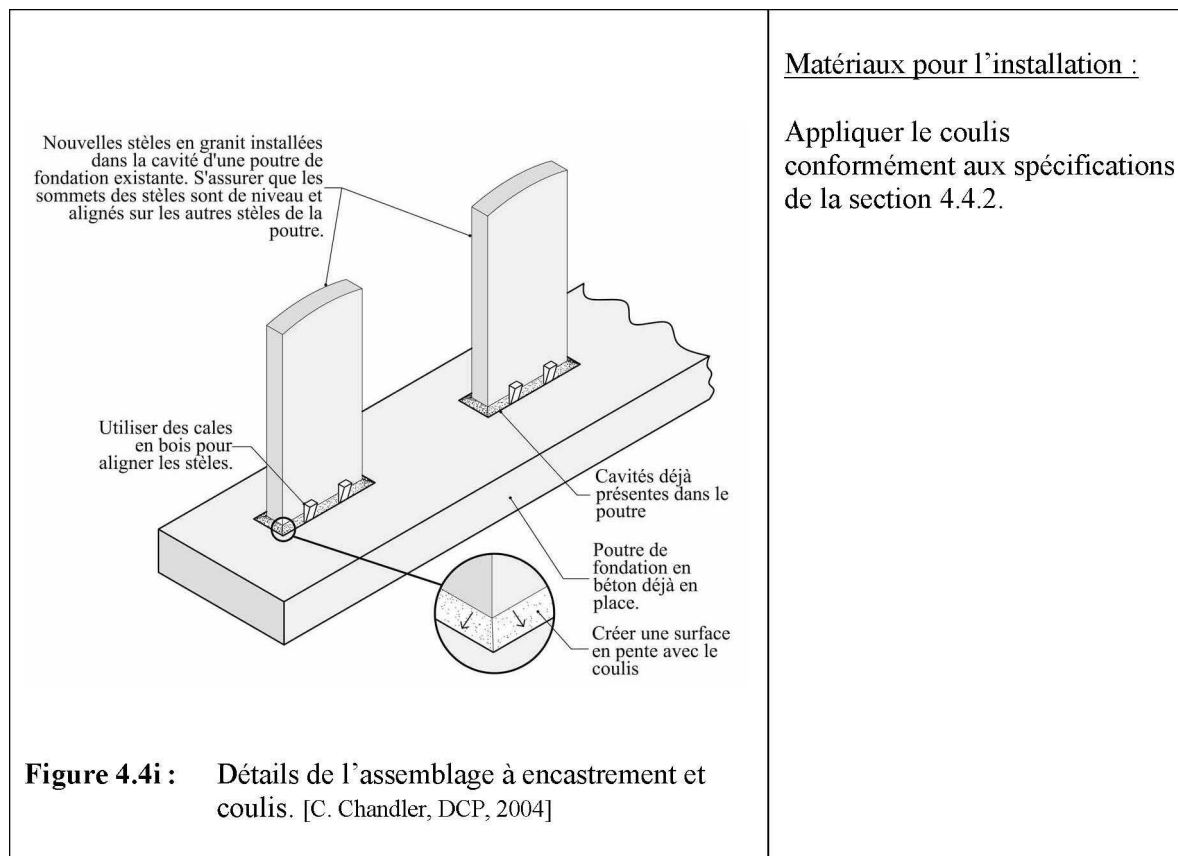 Nouvelles stèles en granit installées
dans la cavité d'une poutre de
fondation existante. S'assurer que les
sommets des stèles sont de niveau et
alignés sur les autres stèles de la
poutre.
Utiliser des cales
en bois pour
aligner les stèles.
Cavités déjà
présentes dans le
poutre
Poutre de
fondation en
béton déjà en
place.
Créer une surface
en pente avec le
coulis
Figure 4.4i : Détails de l’assemblage à encastrement et
coulis. [C. Chandler, DCP, 2004]
Matériaux pour l’installation :
Appliquer le coulis
conformément aux spécifications
de la section 4.4.2.